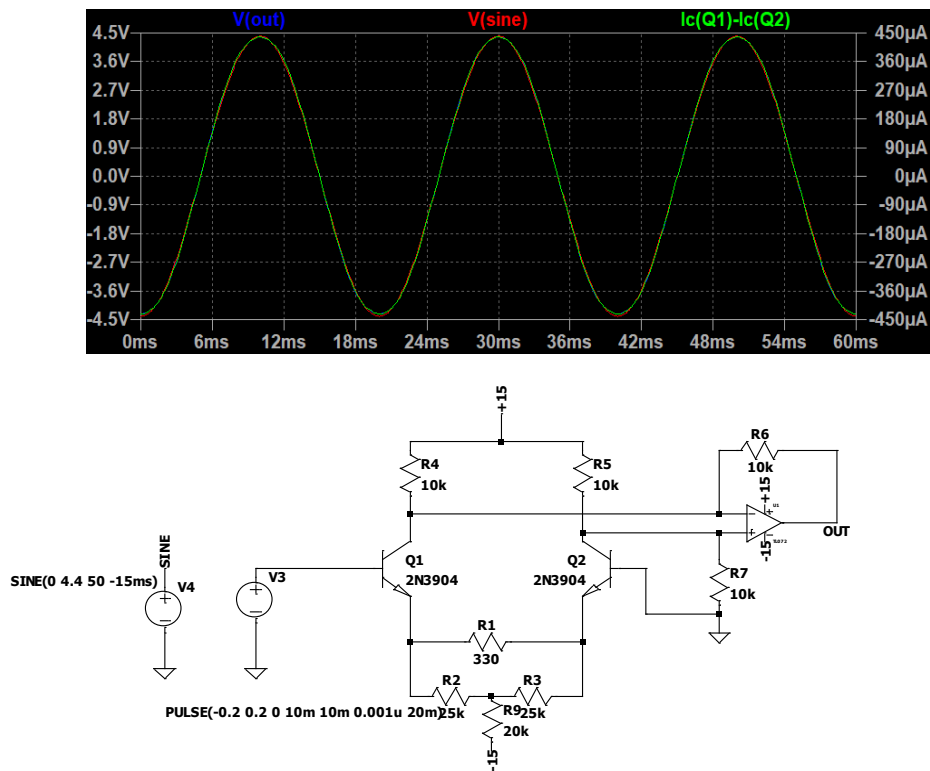 V(out) V(sine) Ic(Q1)-Ic(Q2)
4.5V 450µA
3.6V 360µA
2.7V 270µA
1.8V 180µA
0.9V 90µA
0.0V 0µA
-0.9V -90µA
-1.8V -180µA
-2.7V -270µA
-3.6V -360µA
-4.5V -450µA
0ms 6ms 12ms 18ms 24ms 30ms 36ms 42ms 48ms 54ms 60ms
+15
R4
10k
R5
10k
R6
10k
+15
U1
OUT
-15
TL072
SINE
SINE(0 4.4 50 -15ms)
V4
V3
Q1
2N3904
Q2
2N3904
R7
10k
R1
330
R2
25k
R3
25k
PULSE(-0.2 0.2 0 10m 10m 0.001u 20m)
R9
20k
-15